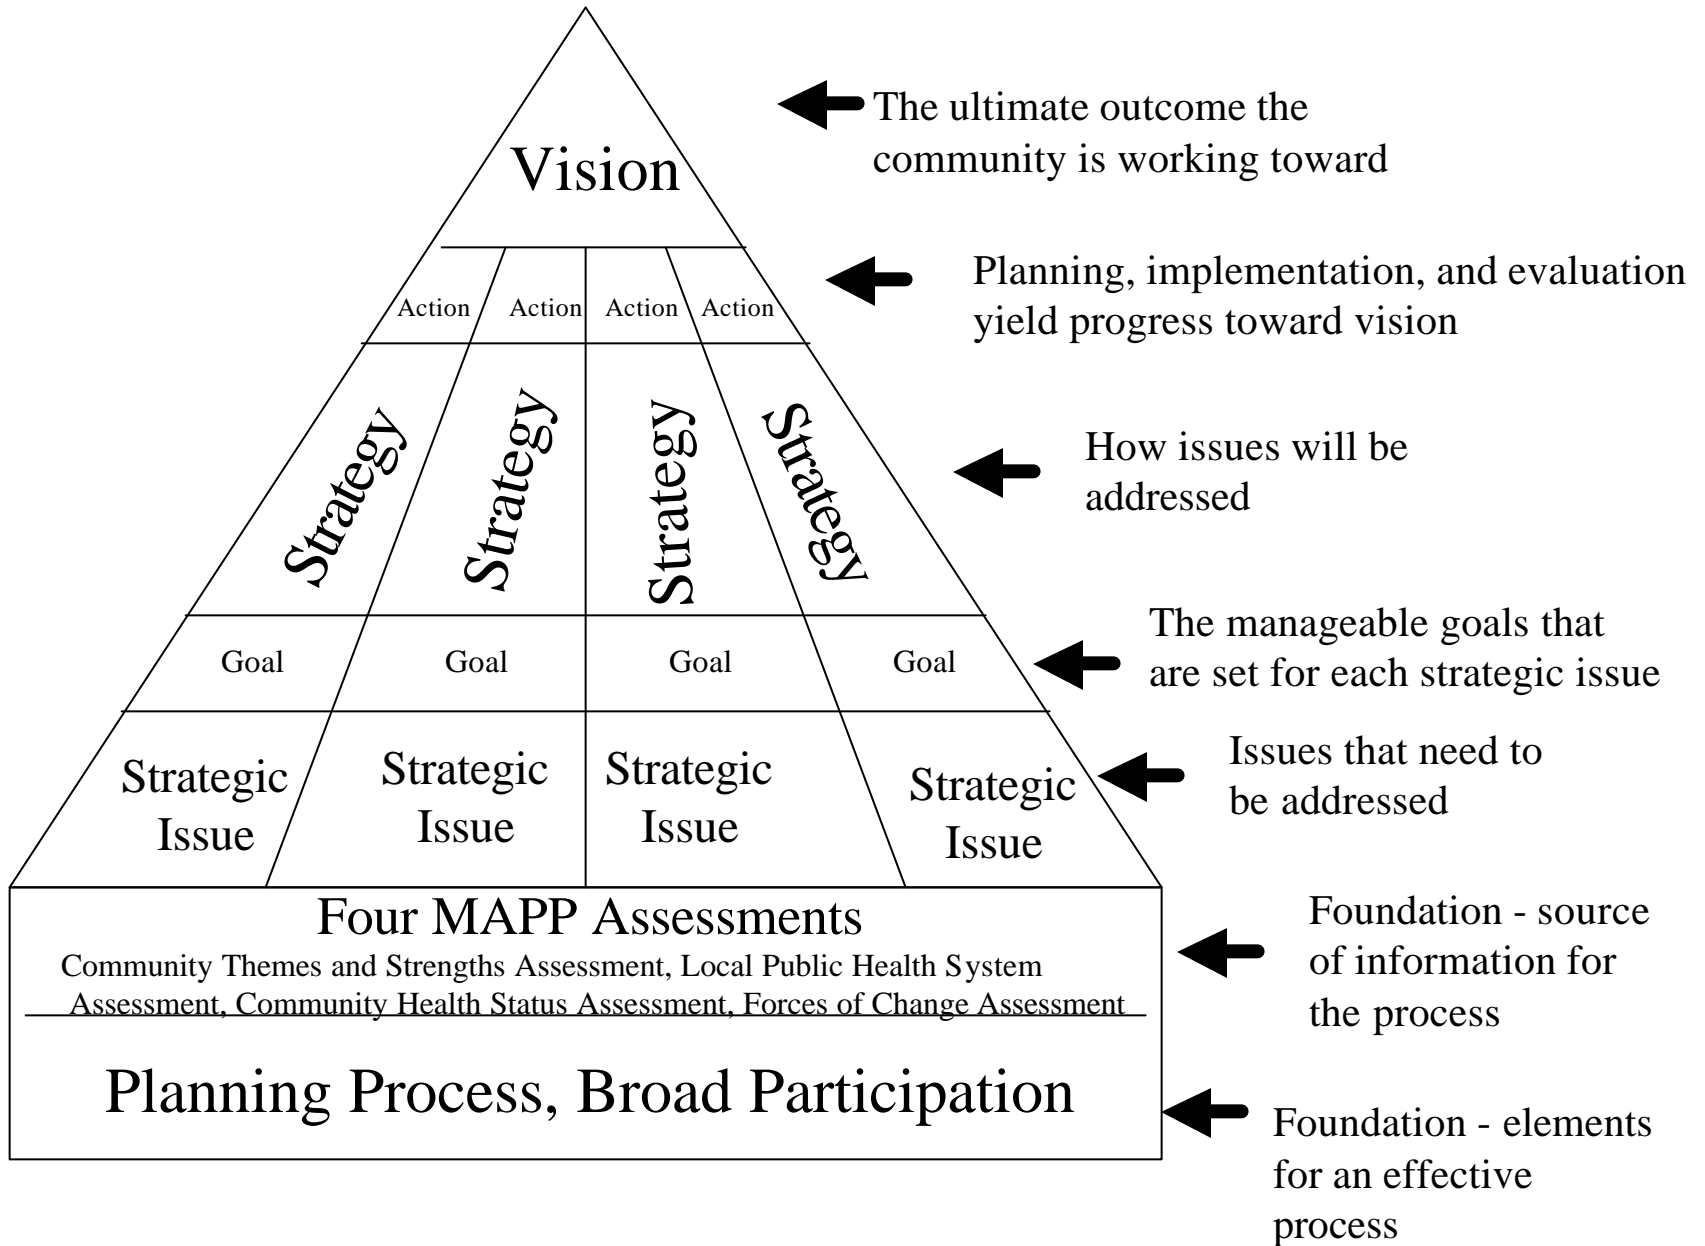 The ultimate outcome the
community is working toward
Vision
Planning, implementation, and evaluation
yield progress toward vision
Action Action Action Action
How issues will be
addressed
Strategy Strategy Strategy Strategy
The manageable goals that
are set for each strategic issue
Goal Goal Goal Goal
Issues that need to
be addressed
Strategic
Issue
Strategic
Issue
Strategic
Issue
Strategic
Issue
Four MAPP Assessments
Community Themes and Strengths Assessment, Local Public Health System
Assessment, Community Health Status Assessment, Forces of Change Assessment
Foundation - source
of information for
the process
Planning Process, Broad Participation
Foundation - elements
for an effective
process